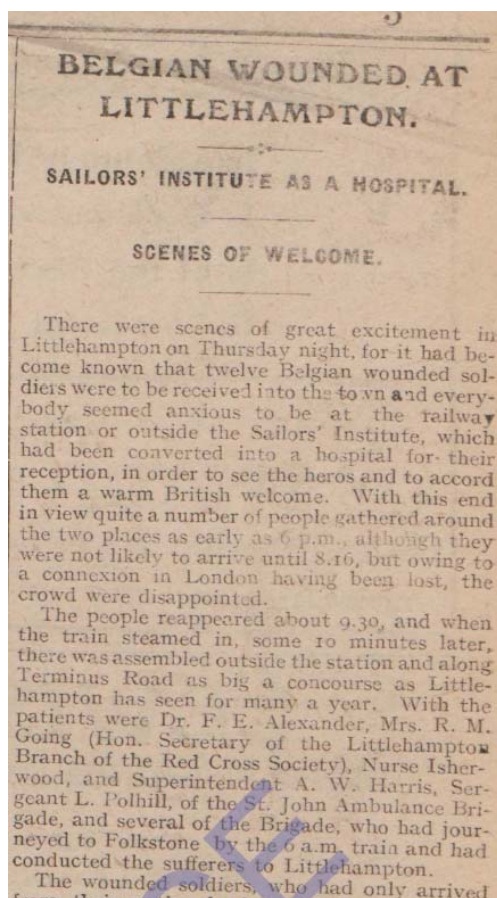 BELGIAN WOUNDED AT
LITTLEHAMPTON.
SAILORS' INSTITUTE AS A HOSPITAL.
SCENES OF WELCOME.
There were scenes of great excitement in
Littlehampton on Thursday night, for it had be-
come known that twelve Belgian wounded sol-
diers were to be received into the town and every-
body seemed anxious to be at the railway
station or outside the Sailors' Institute, which
had been converted into a hospital for their
reception, in order to see the heros and to accord
them a warm British welcome. With this end
in view quite a number of people gathered around
the two places as early as 6 p.m., although they
were not likely to arrive until 8.16, but owing to
a connexion in London having been lost, the
crowd were disappointed.
The people reappeared about 9.30, and when
the train steamed in, some 10 minutes later,
there was assembled outside the station and along
Terminus Road as big a concourse as Little-
hampton has seen for many a year. With the
patients were Dr. F. E. Alexander, Mrs. R. M.
Going (Hon. Secretary of the Littlehampton
Branch of the Red Cross Society), Nurse Isher-
wood, and Superintendent A. W. Harris, Ser-
geant L. Polhill, of the St. John Ambulance Bri-
gade, and several of the Brigade, who had jour-
neyed to Folkstone by the 6 a.m. train and had
conducted the sufferers to Littlehampton.
The wounded soldiers, who had only arrived